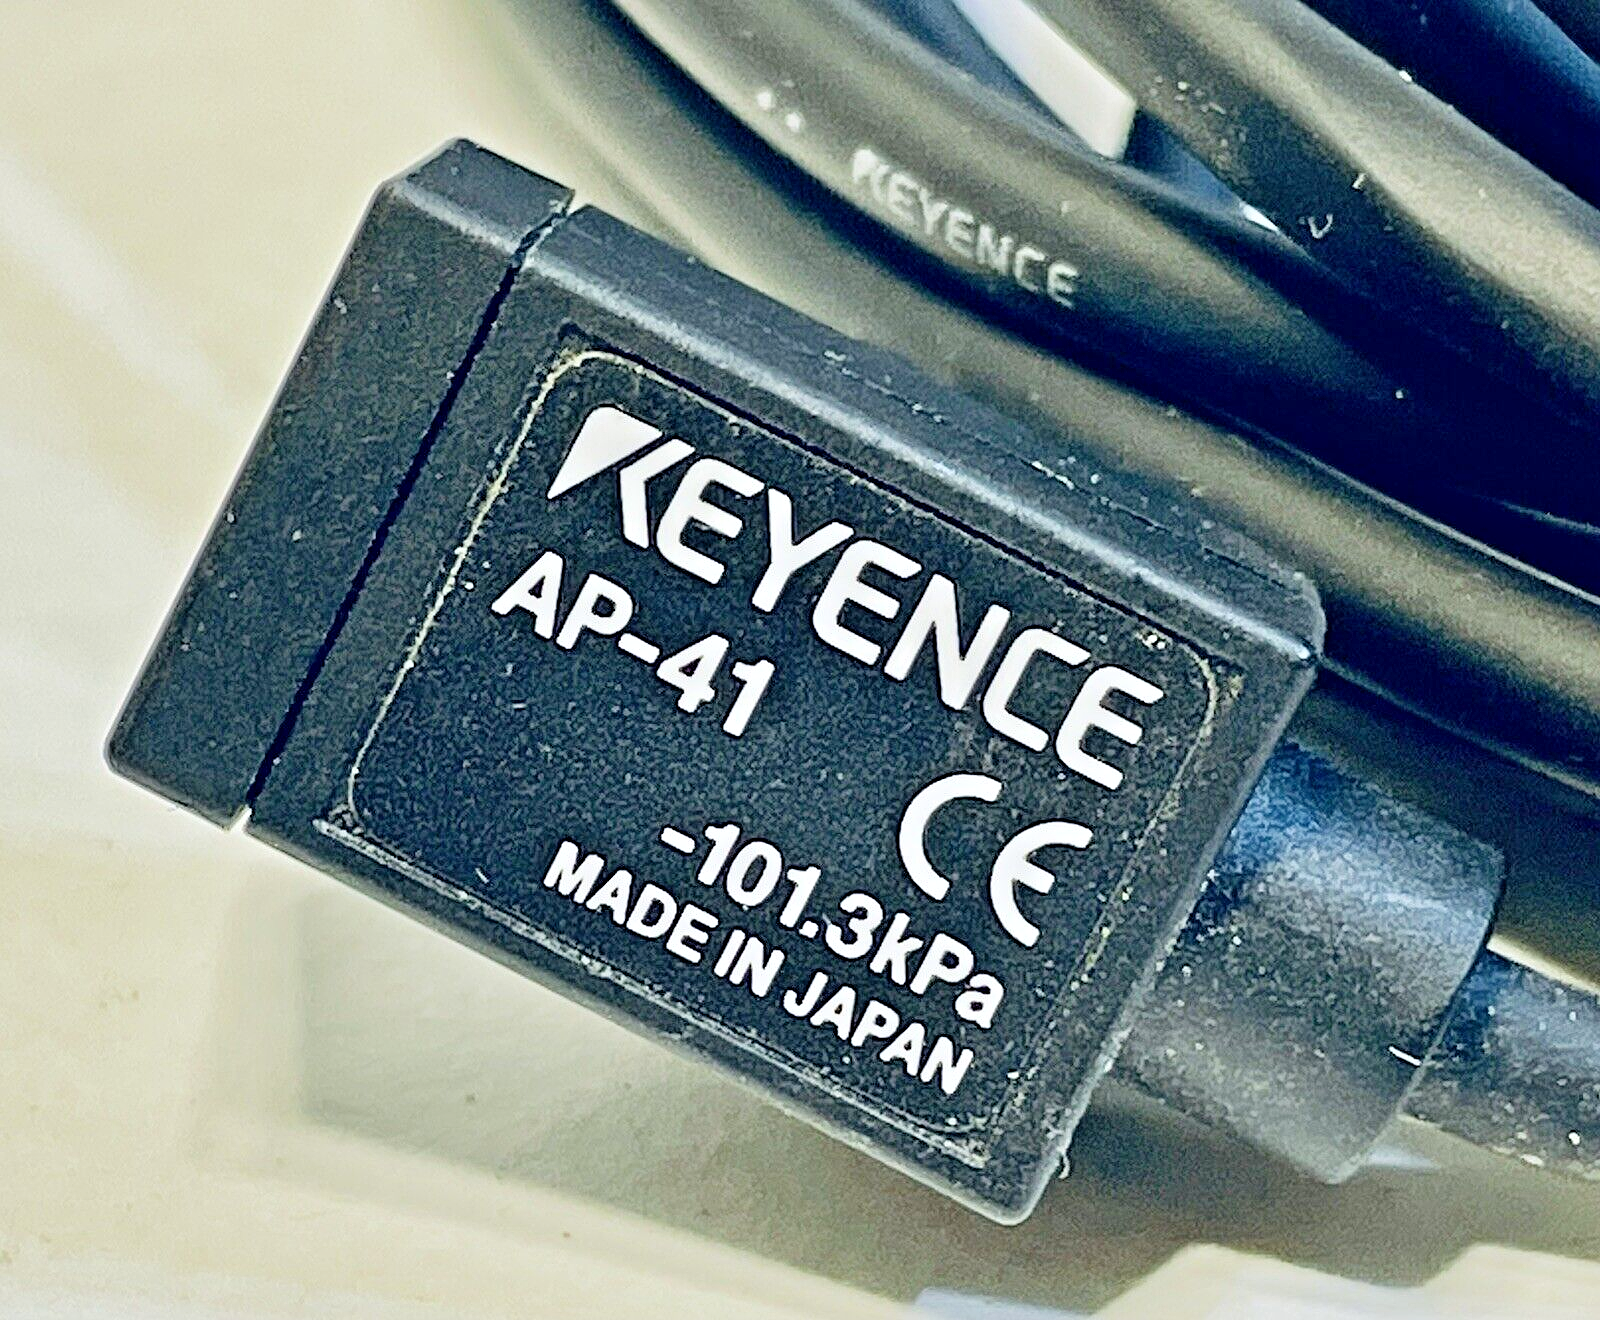 KEYENCE
KEYENCE
AP-41
CE
-101.3kPa
MADE IN JAPAN